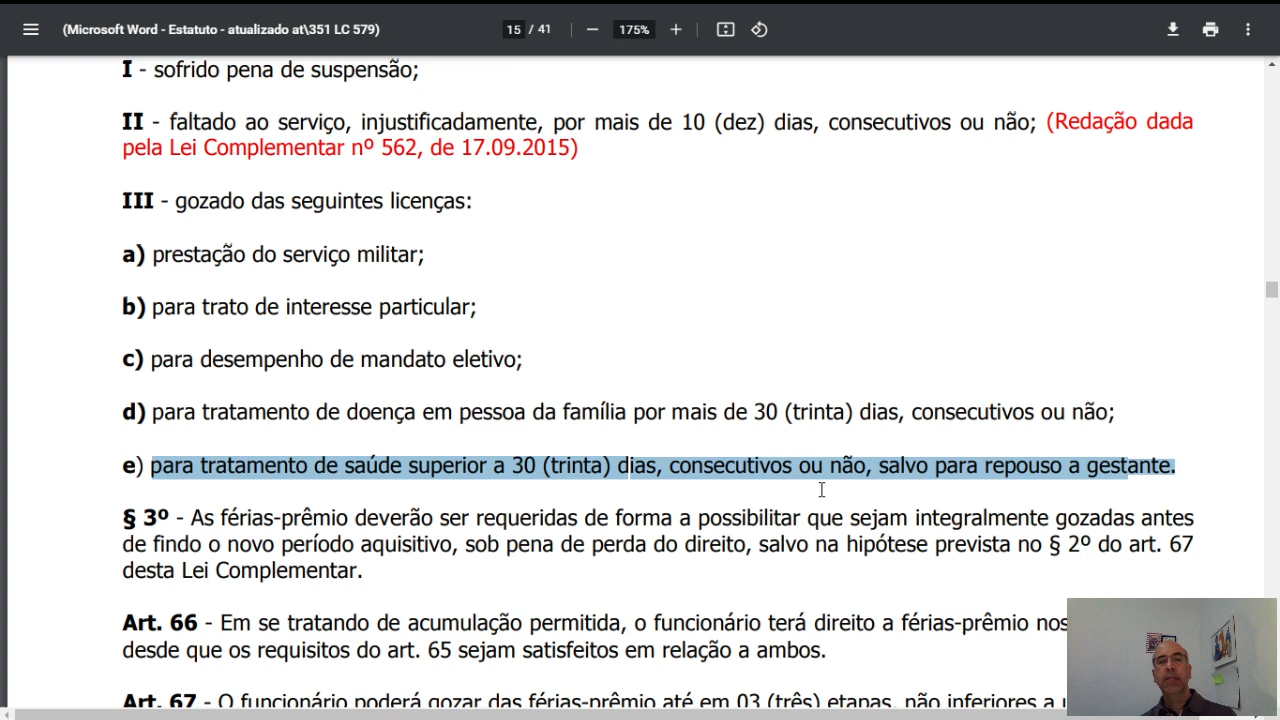 (Microsoft Word - Estatuto - atualizado at\351 LC 579)
15 / 41
175%
I - sofrido pena de suspensão;
II - faltado ao serviço, injustificadamente, por mais de 10 (dez) dias, consecutivos ou não; (Redação dada
pela Lei Complementar nº 562, de 17.09.2015)
III - gozado das seguintes licenças:
a) prestação do serviço militar;
b) para trato de interesse particular;
c) para desempenho de mandato eletivo;
d) para tratamento de doença em pessoa da família por mais de 30 (trinta) dias, consecutivos ou não;
e) para tratamento de saúde superior a 30 (trinta) dias, consecutivos ou não, salvo para repouso a gestante.
§ 3º - As férias-prêmio deverão ser requeridas de forma a possibilitar que sejam integralmente gozadas antes
de findo o novo período aquisitivo, sob pena de perda do direito, salvo na hipótese prevista no § 2º do art. 67
desta Lei Complementar.
Art. 66 - Em se tratando de acumulação permitida, o funcionário terá direito a férias-prêmio nos
desde que os requisitos do art. 65 sejam satisfeitos em relação a ambos.
Art. 67 - O funcionário poderá gozar das férias-prêmio até em 03 (três) etapas, não inferiores a